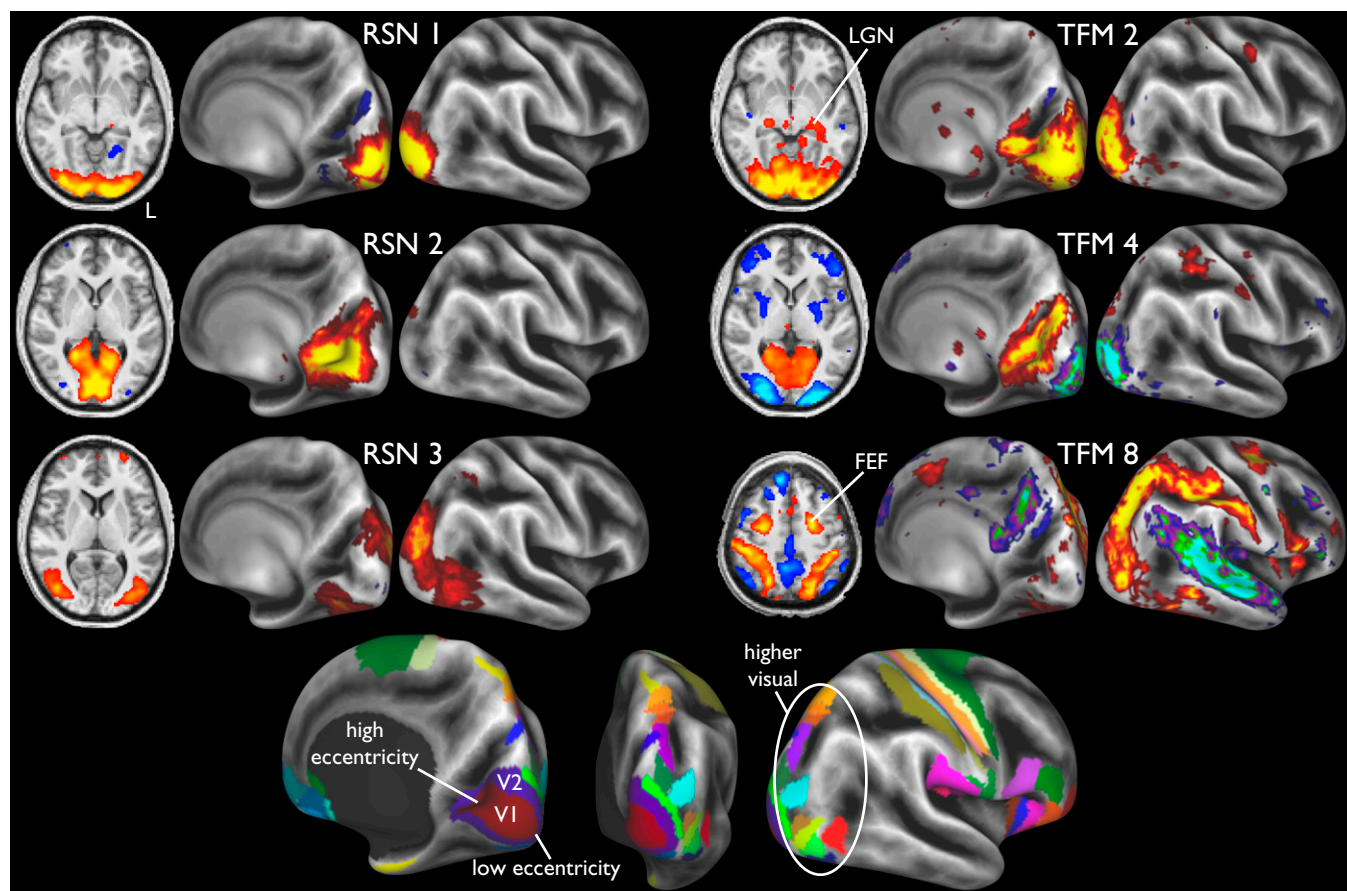 RSN 1
LGN
TFM 2
L
RSN 2
TFM 4
RSN 3
FEF
TFM 8
higher
visual
high
eccentricity
V2
V1
low eccentricity